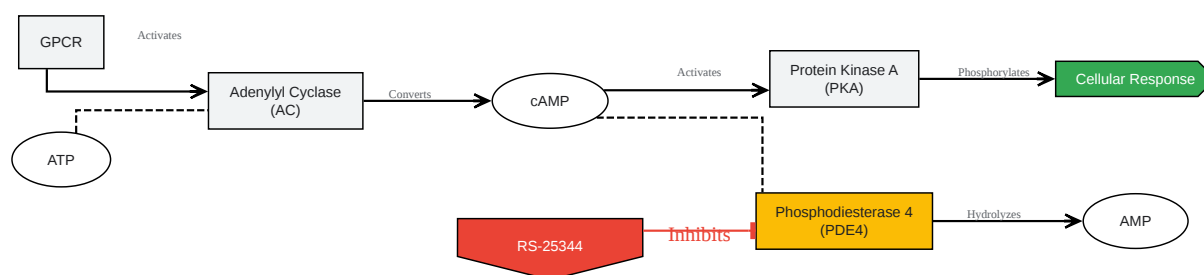 GPCR
Activates
ATP
Adenylyl Cyclase
(AC)
Converts
cAMP
Activates
Protein Kinase A
(PKA)
Phosphorylates
Cellular Response
RS-25344
Inhibits
Phosphodiesterase 4
(PDE4)
Hydrolyzes
AMP